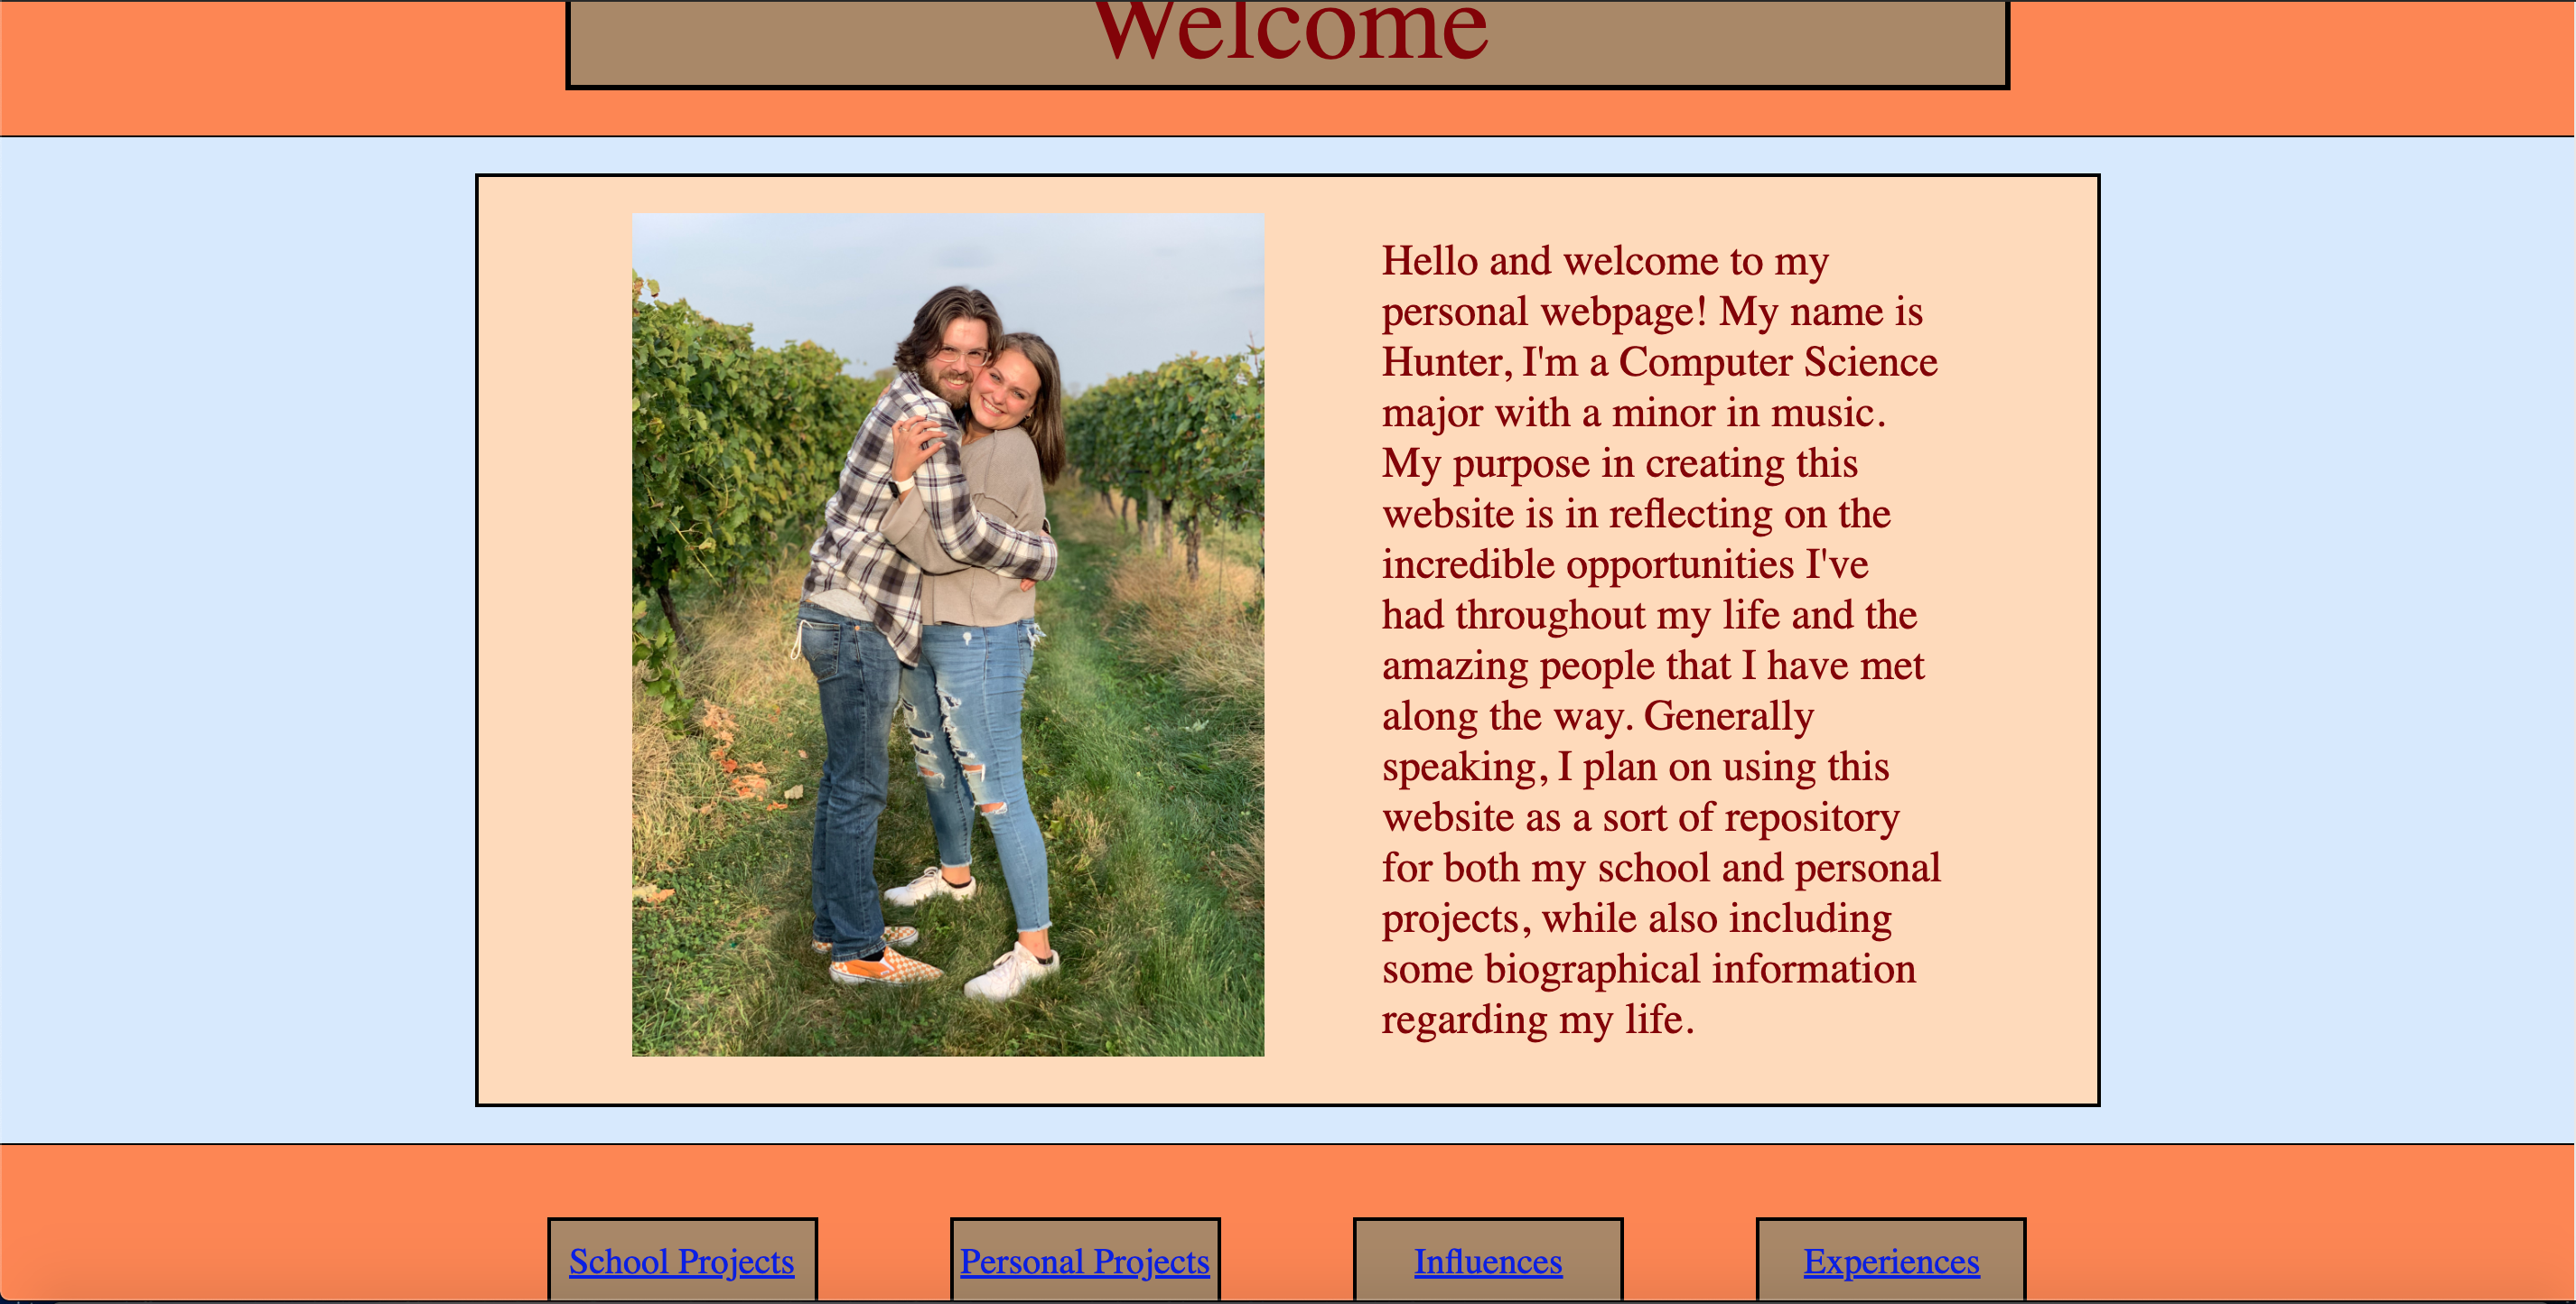 Welcome
Hello and welcome to my
personal webpage! My name is
Hunter, I'm a Computer Science
major with a minor in music.
My purpose in creating this
website is in reflecting on the
incredible opportunities I've
had throughout my life and the
amazing people that I have met
along the way. Generally
speaking, I plan on using this
website as a sort of repository
for both my school and personal
projects, while also including
some biographical information
regarding my life.
School Projects
Personal Projects
Influences
Experiences